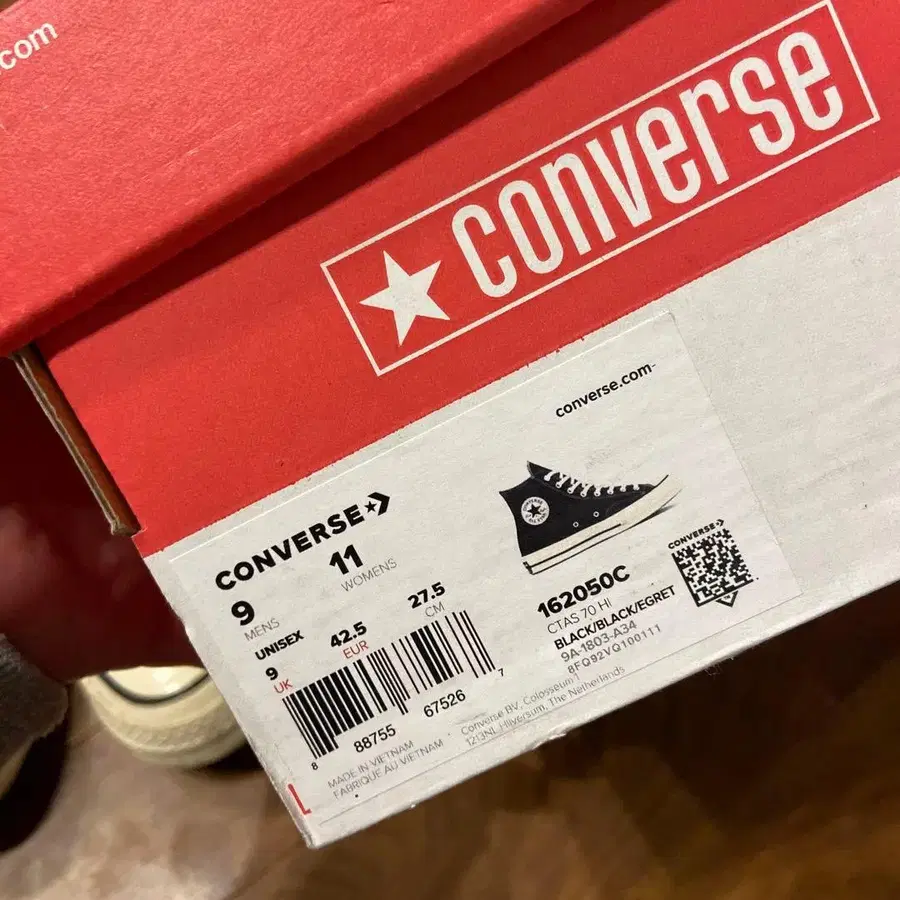 .com
CONVERSE
converse.com
CONVERSE
9 11
MENS WOMENS
UNISEX 42.5 27.5
9 EUR CM
UK
162050C
CTAS 70 HI
BLACK/BLACK/EGRET
9A-1803-A34
8FQ92VQ100111
CONVERSE
8 88755 67526 7
MADE IN VIETNAM
FABRIQUE AU VIETNAM
Converse BV, Colosseum 1
1213NL Hilversum, The Netherlands
L